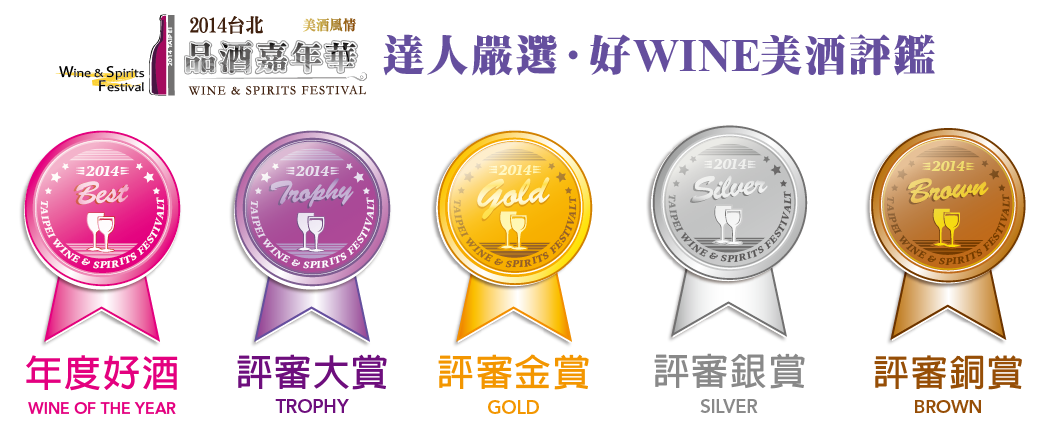 Wine & Spirits
Festival
2014 TAIPEI
2014台北 美酒風情
品酒嘉年華
WINE & SPIRITS FESTIVAL
達人嚴選·好WINE美酒評鑑
2014
Best
TAIPEI WINE & SPIRITS FESTIVALT
2014
Trophy
TAIPEI WINE & SPIRITS FESTIVALT
2014
Gold
TAIPEI WINE & SPIRITS FESTIVALT
2014
Silver
TAIPEI WINE & SPIRITS FESTIVALT
2014
Brown
TAIPEI WINE & SPIRITS FESTIVALT
年度好酒
WINE OF THE YEAR
評審大賞
TROPHY
評審金賞
GOLD
評審銀賞
SILVER
評審銅賞
BROWN